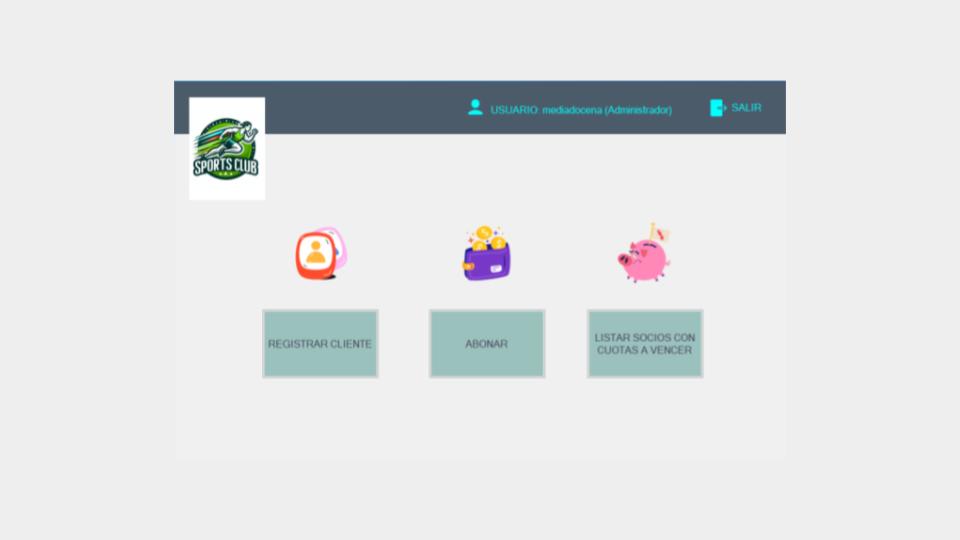 USUARIO: mediadocena (Administrador)
SALIR
SPORTS CLUB
REGISTRAR CLIENTE
ABONAR
LISTAR SOCIOS CON
CUOTAS A VENCER